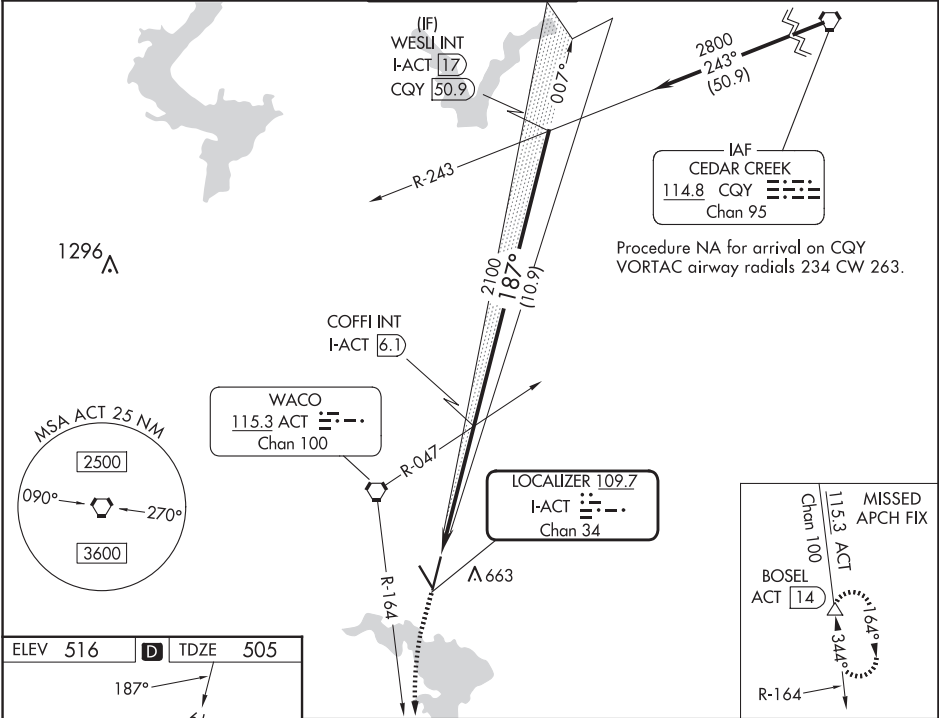 (IF)
WESLI INT
I-ACT 17
CQY 50.9
007°
2800
243°
(50.9)
R-243
IAF
CEDAR CREEK
114.8 CQY
Chan 95
Procedure NA for arrival on CQY
VORTAC airway radials 234 CW 263.
1296
2100
187°
(10.9)
COFFI INT
I-ACT 6.1
WACO
115.3 ACT
Chan 100
R-047
MSA ACT 25 NM
2500
090°
270°
3600
LOCALIZER 109.7
I-ACT
Chan 34
663
R-164
MISSED
APCH FIX
115.3 ACT
Chan 100
BOSEL
ACT 14
164°
344°
R-164
ELEV 516 D TDZE 505
187°